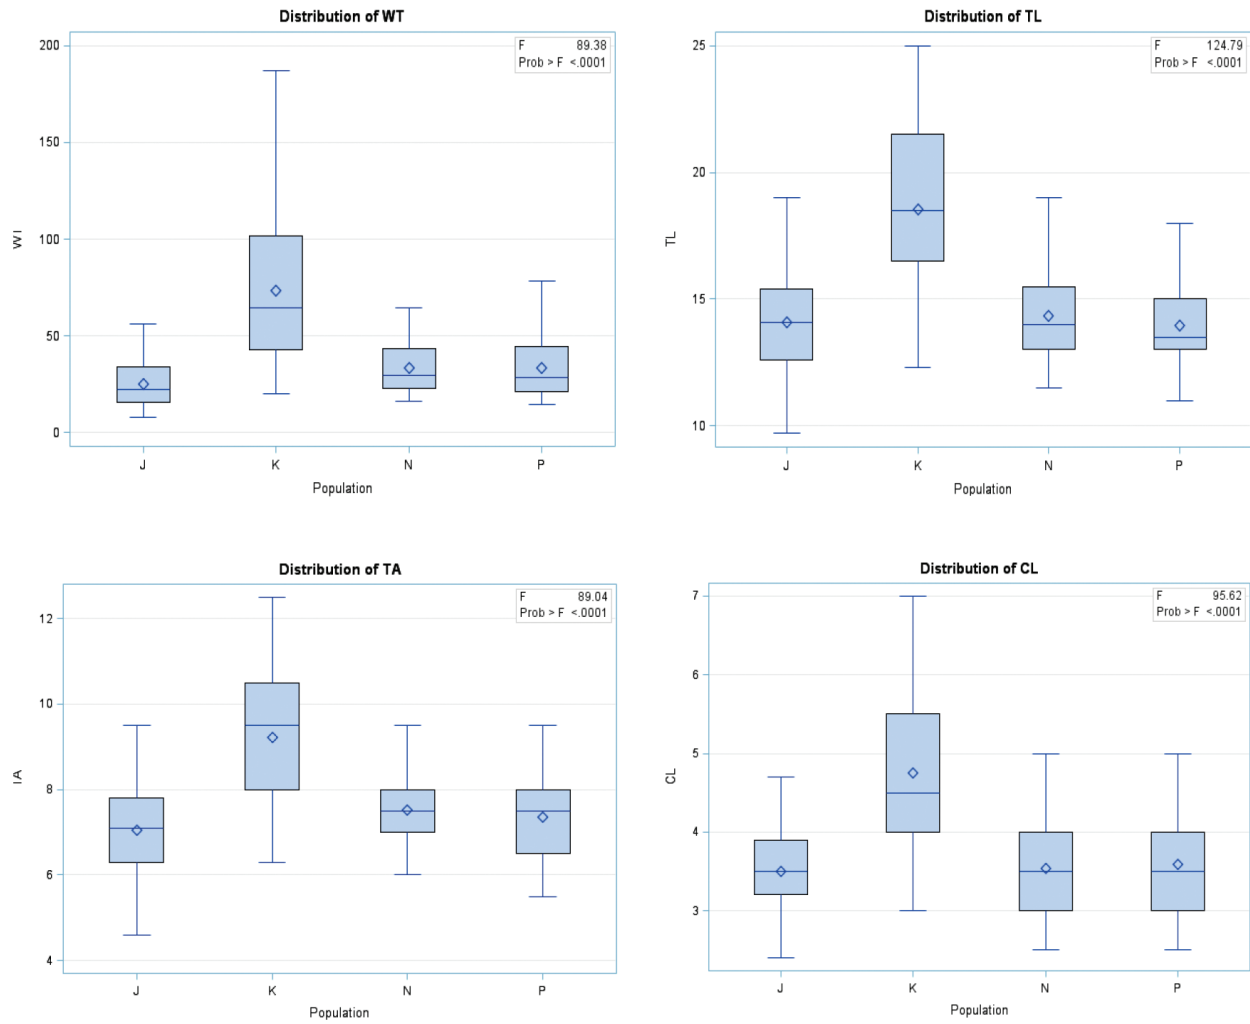 Distribution of WT
F 89.38
Prob > F <.0001
200
150
100
50
0
WT
J K N P
Population
Distribution of TL
F 124.79
Prob > F <.0001
25
20
15
10
TL
J K N P
Population
Distribution of TA
F 89.04
Prob > F <.0001
12
10
8
6
4
TA
J K N P
Population
Distribution of CL
F 95.62
Prob > F <.0001
7
6
5
4
3
CL
J K N P
Population